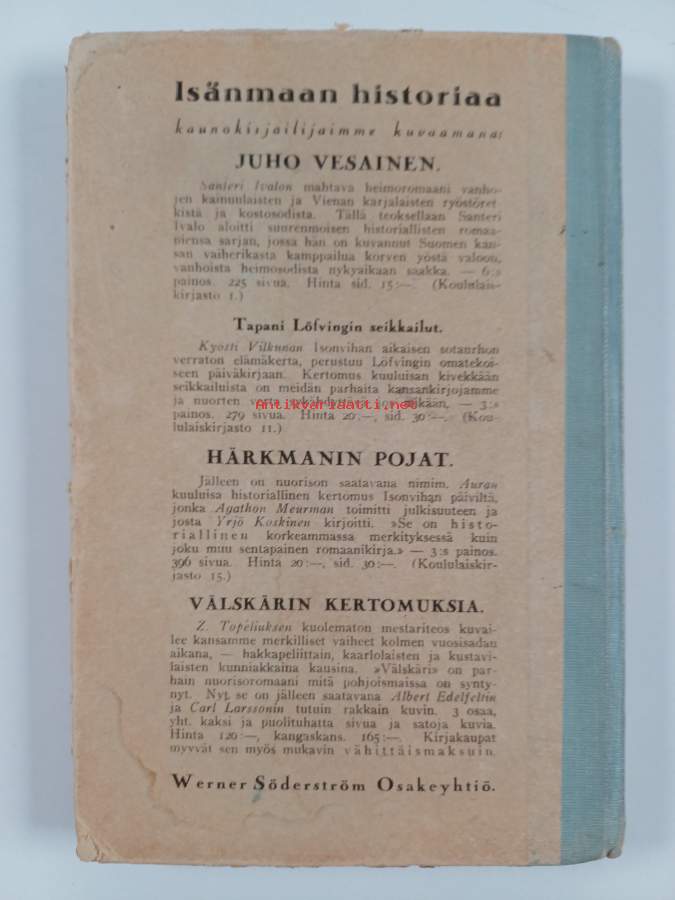 Isänmaan historiaa
kaunokirjailijaimme kuvaamana:
JUHO VESAINEN.
Santeri Ivalon mahtava heimoromaani vanho-
jen kainuulaisten ja Vienan karjalaisten ryöstöret
kistä ja kostosodista. Tällä teoksellaan Santeri
Ivalo aloitti suurenmoisen historiallisten romaa-
niensa sarjan, jossa hän on kuvannut Suomen kan-
san vaiherikasta kamppailua korven yöstä valoon,
vanhoista heimosodista nykyaikaan saakka. — 6:s
painos. 225 sivua. Hinta sid. 15:—. (Koululais-
kirjasto 1.)
Tapani Löfvingin seikkailut.
Kyösti Vilkunan Isonvihan aikaisen sotaurhon
verraton elämäkerta, perustuu Löfvingin omatekoi-
seen päiväkirjaan. Kertomus kuuluisan kivekkään
seikkailuista on meidän parhaita kansankirjojamme
ja nuorten — 3:s
painos. 279 sivua. Hinta 20:—, sid. 30:—. (Kou-
lulaiskirjasto 11.)
Antikvariaatti.net
HÄRKMANIN POJAT.
Jälleen on nuorison saatavana nimim. Auran
kuuluisa historiallinen kertomus Isonvihan päiviltä,
jonka Agathon Meurman toimitti julkisuuteen ja
josta Yrjö Koskinen kirjoitti. »Se on histo-
riallinen korkeammassa merkityksessä kuin
joku muu sentapainen romaanikirja.» — 3:s painos.
396 sivua. Hinta 20:—, sid. 30:—. (Koululaiskir-
jasto 15.)
VÄLSKÄRIN KERTOMUKSIA.
Z. Topeliuksen kuolematon mestariteos kuvai-
lee kansamme merkilliset vaiheet kolmen vuosisadan
aikana, — hakkapeliittain, kaarlolaisten ja kustavi-
laisten kunniakkaina kausina. »Välskäri» on par-
hain nuorisoromaani mitä pohjoismaissa on synty-
nyt. Nyt se on jälleen saatavana Albert Edelfeltin
ja Carl Larssonin tutuin rakkain kuvin. 3 osaa,
yht. kaksi ja puolituhatta sivua ja satoja kuvia.
Hinta 120:—, kangaskans. 165:—. Kirjakaupat
myyvät sen myös mukavin vähittäismaksuin.
Werner Söderström Osakeyhtiö.